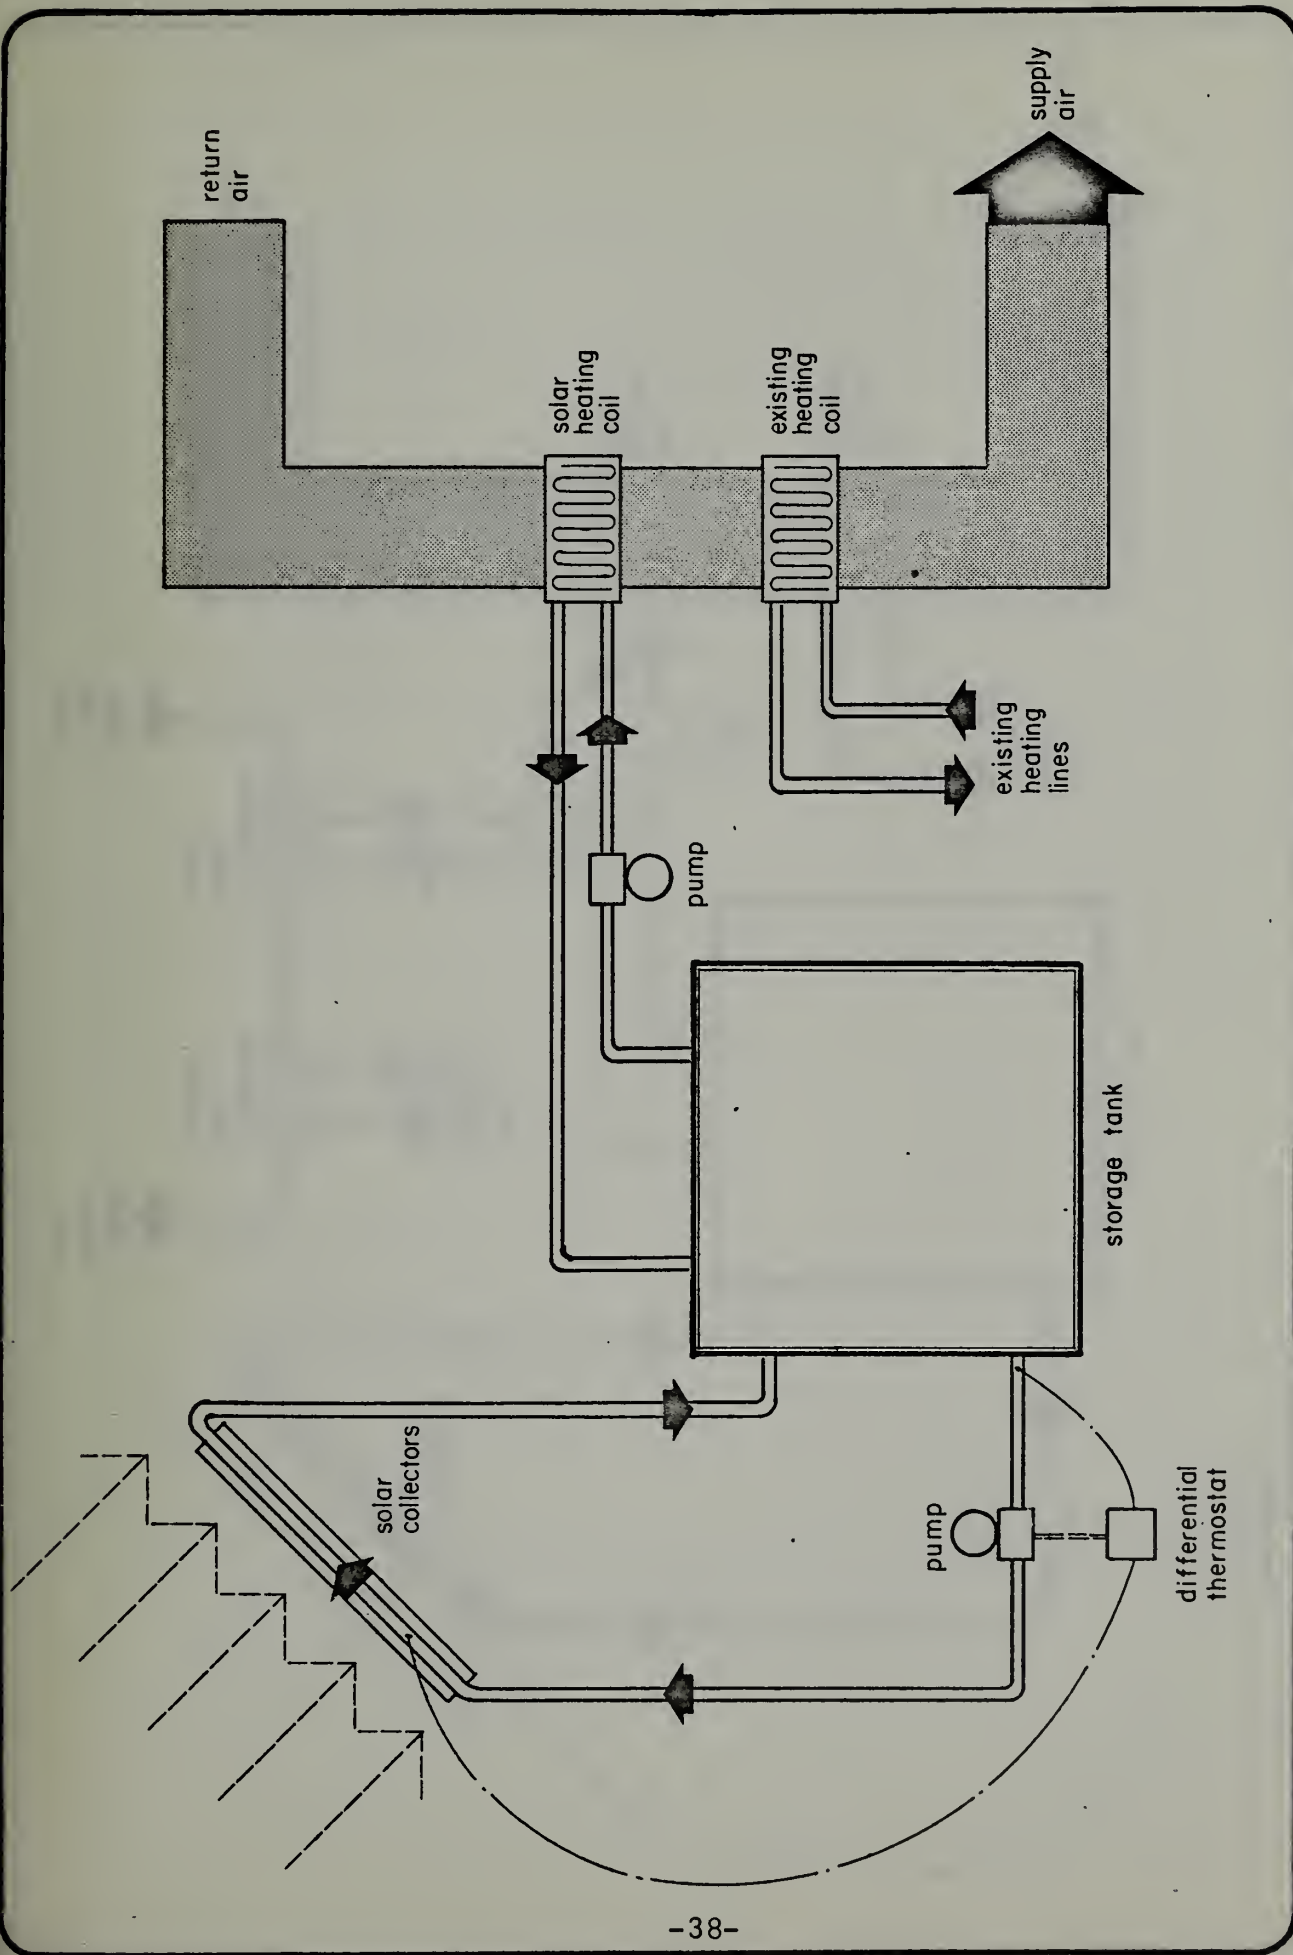 return
air
supply
air
solar
heating
coil
existing
heating
coil
existing
heating
lines
pump
storage tank
solar
collectors
pump
differential
thermostat
-38-